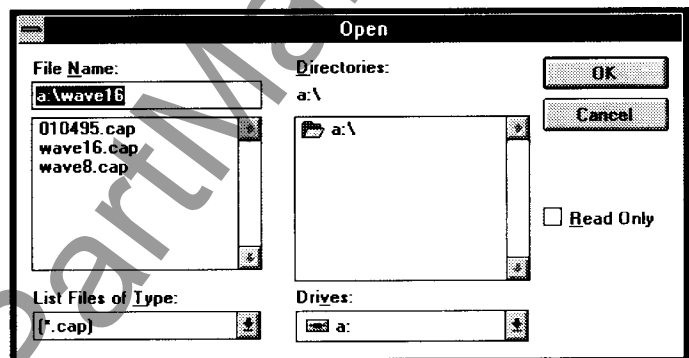 Open
File Name:
a:\wave16
010495.cap
wave16.cap
wave8.cap
List Files of Type:
(*.cap)
Directories:
a:\
a:\
Drives:
a:
OK
Cancel
Read Only
PartMa